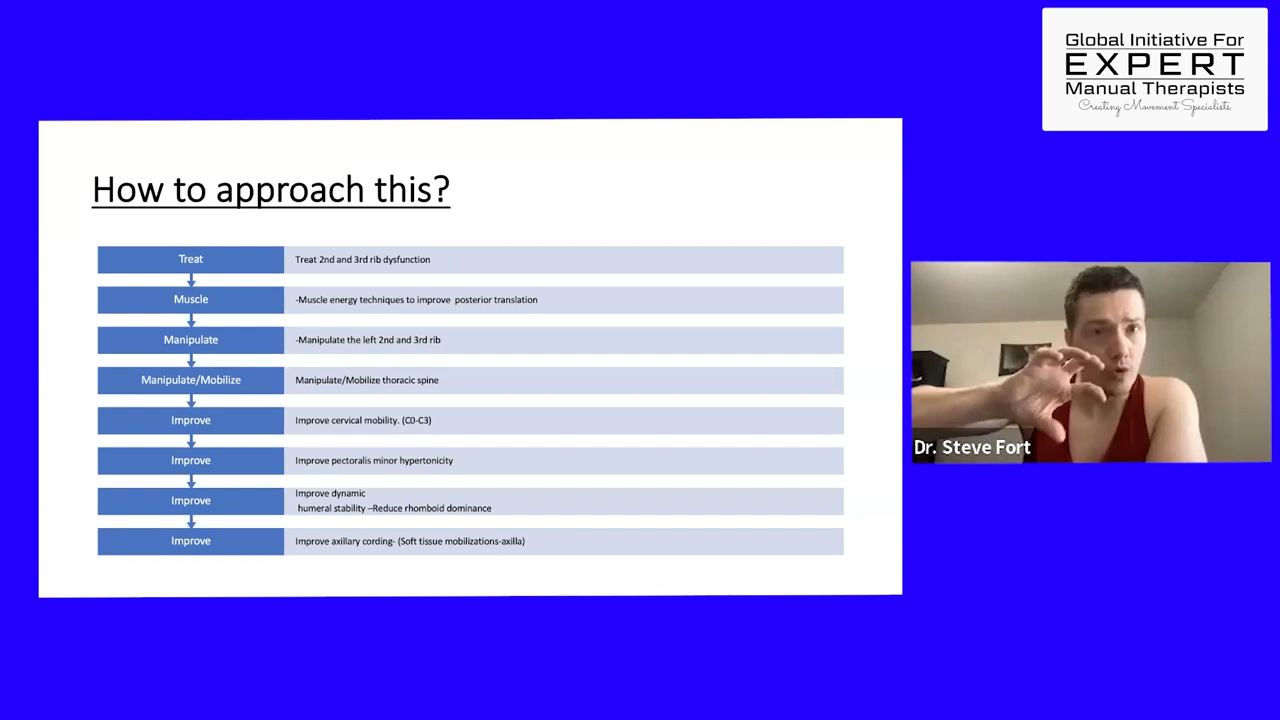 Global Initiative For
EXPERT
Manual Therapists
Creating Movement Specialists
How to approach this?
Treat
Treat 2nd and 3rd rib dysfunction
Muscle
-Muscle energy techniques to improve posterior translation
Manipulate
-Manipulate the left 2nd and 3rd rib
Manipulate/Mobilize
Manipulate/Mobilize thoracic spine
Improve
Improve cervical mobility. (C0-C3)
Improve
Improve pectoralis minor hypertonicity
Improve
Improve dynamic
humeral stability –Reduce rhomboid dominance
Improve
Improve axillary cording- (Soft tissue mobilizations-axilla)
Dr. Steve Fort